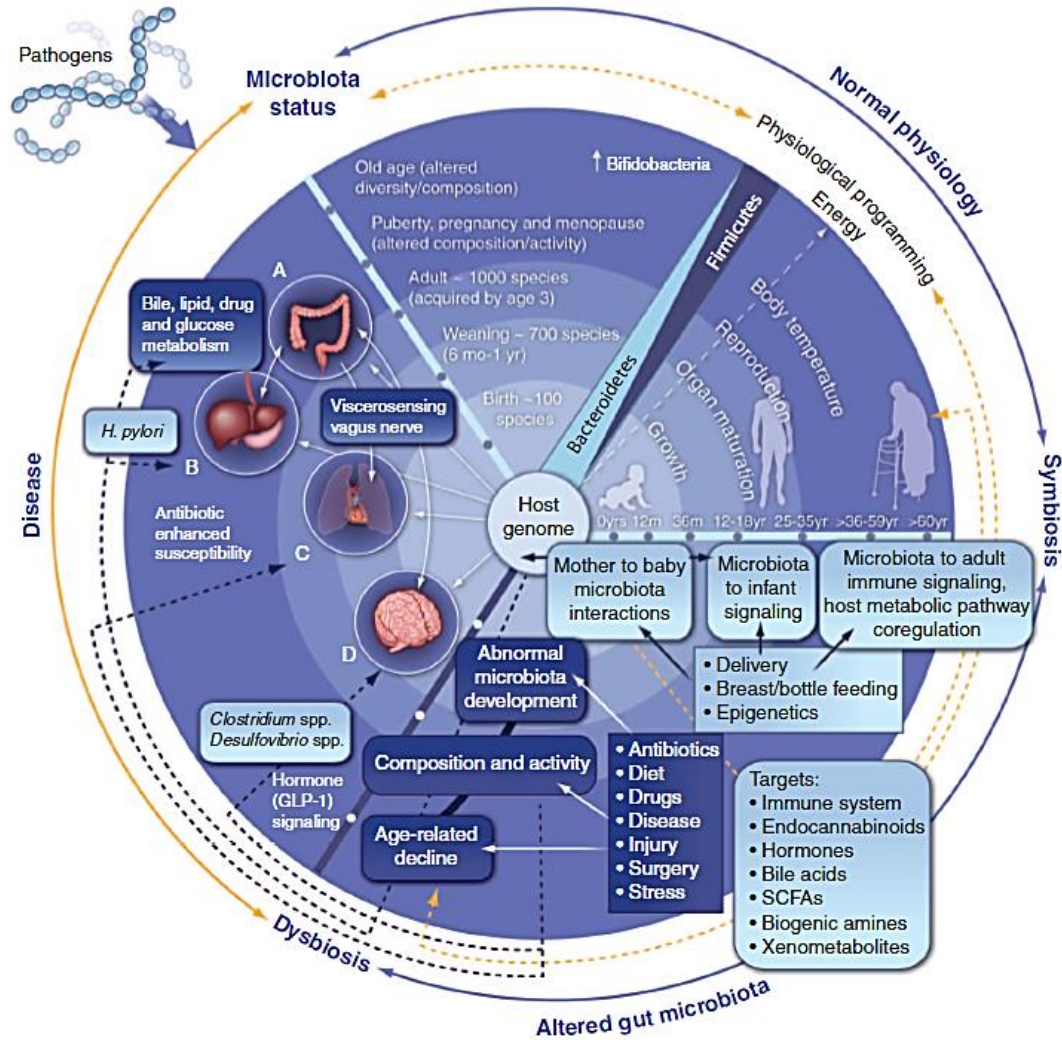 Pathogens
Microbiota
status
Normal physiology
Physiological programming
Energy
Old age (altered
diversity/composition)
↑ Bifidobacteria
Puberty, pregnancy and menopause
(altered composition/activity)
Adult ~ 1000 species
(acquired by age 3)
Weaning ~ 700 species
(6 mo-1 yr)
Birth ~100
species
Firmicutes
Bacteroidetes
Body temperature
Reproduction
Organ maturation
Growth
A
Bile, lipid, drug
and glucose
metabolism
Viscerosensing
vagus nerve
H. pylori
B
Disease
Antibiotic
enhanced
susceptibility
C
Host
genome
0yrs 12m 36m 12-18yr 25-35yr >36-59yr >60yr
Symbiosis
Mother to baby
microbiota
interactions
Microbiota
to infant
signaling
Microbiota to adult
immune signaling,
host metabolic pathway
coregulation
D
Abnormal
microbiota
development
• Delivery
• Breast/bottle feeding
• Epigenetics
Clostridium spp.
Desulfovibrio spp.
Hormone
(GLP-1)
signaling
Composition and activity
Age-related
decline
• Antibiotics
• Diet
• Drugs
• Disease
• Injury
• Surgery
• Stress
Targets:
• Immune system
• Endocannabinoids
• Hormones
• Bile acids
• SCFAs
• Biogenic amines
• Xenometabolites
Dysbiosis
Altered gut microbiota